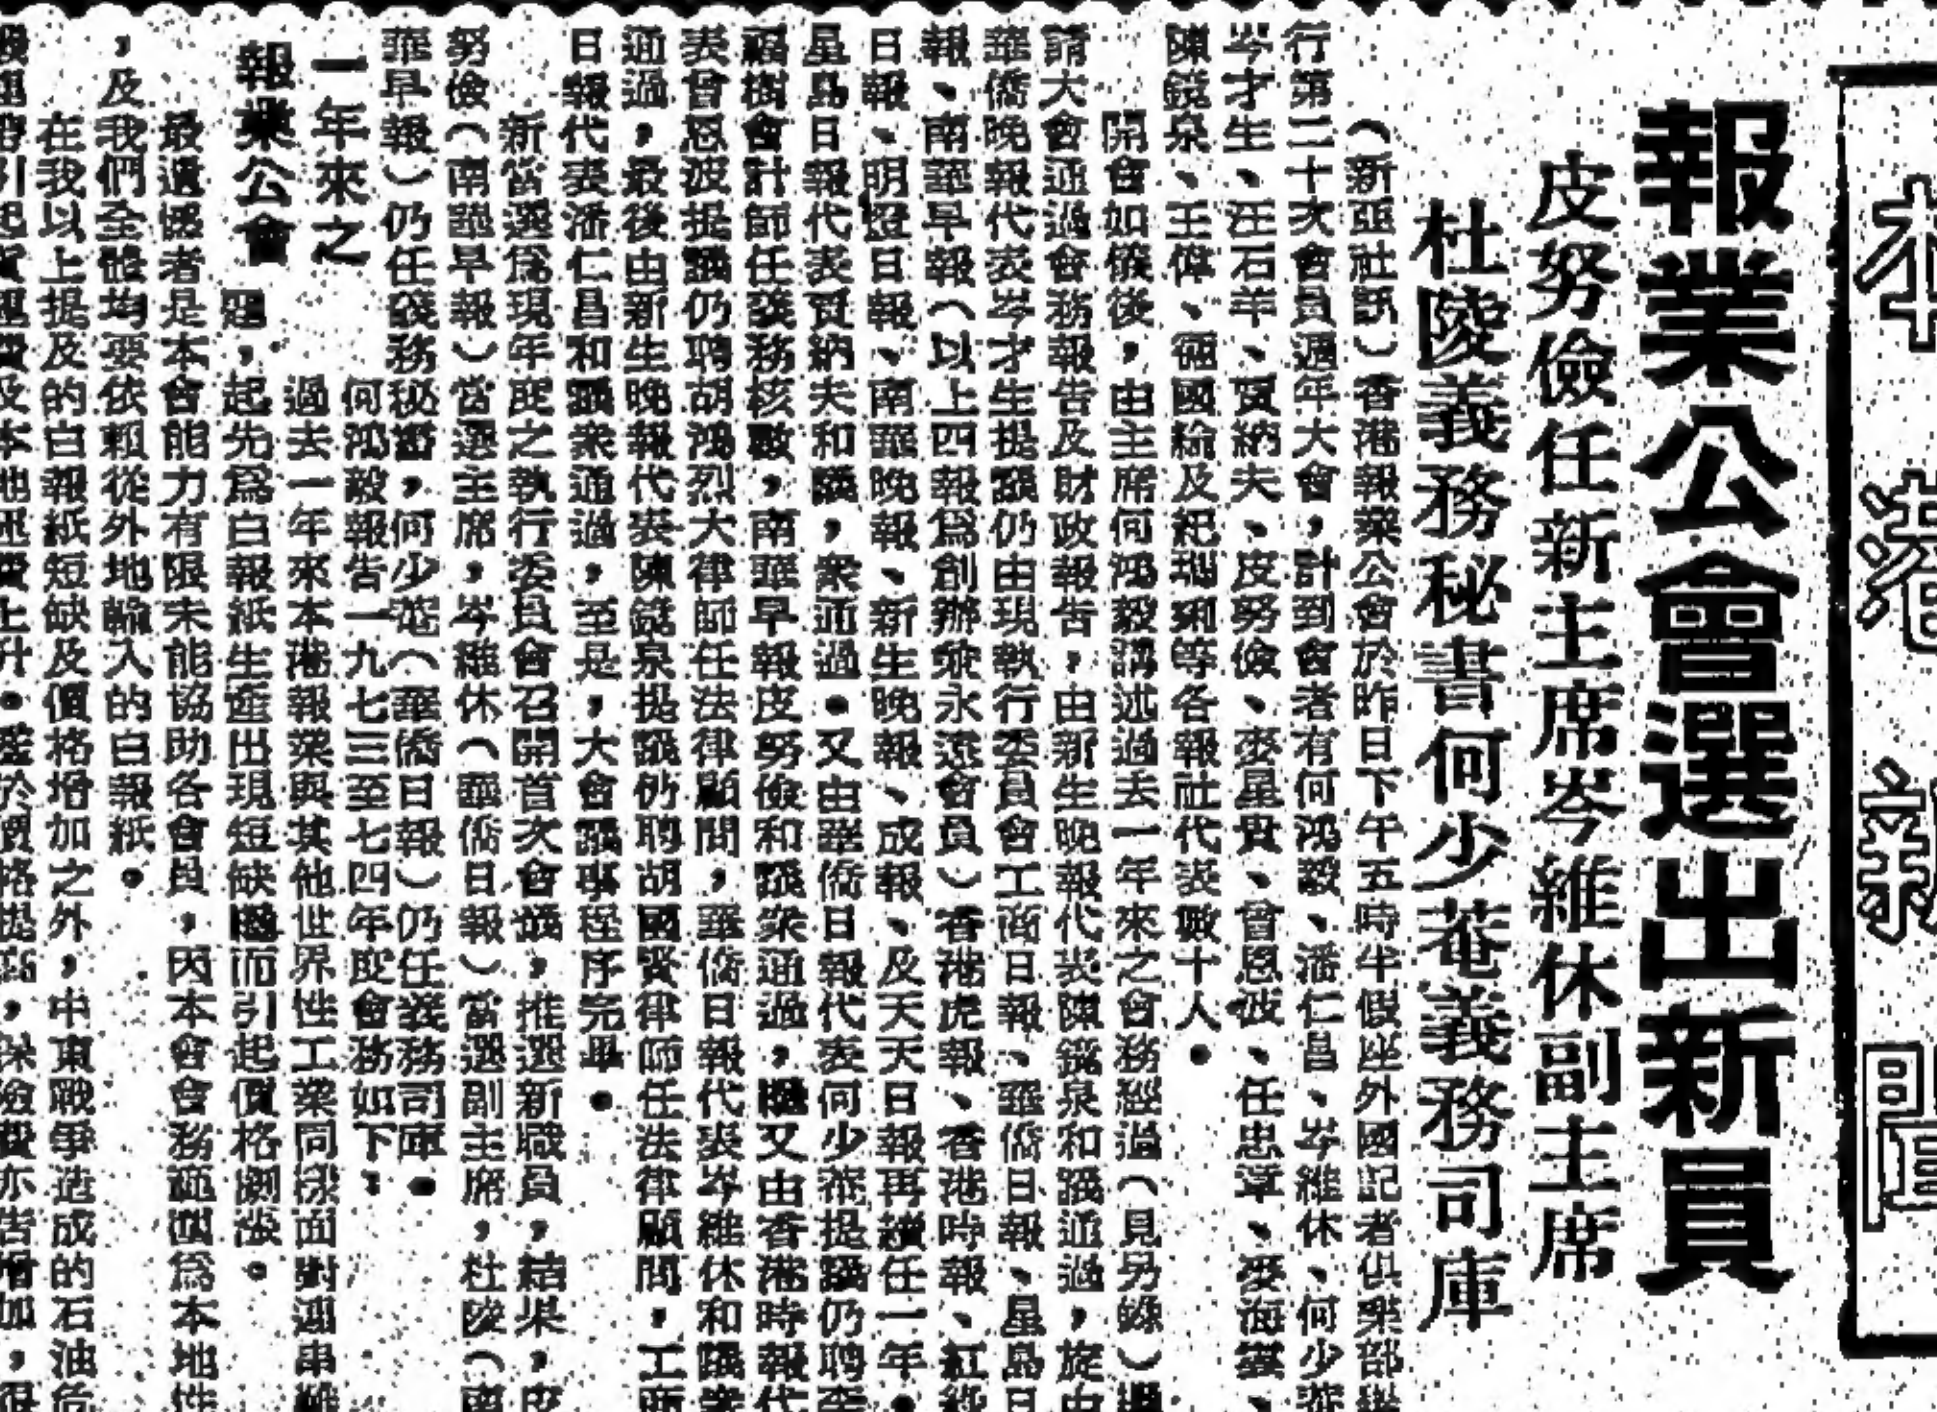 本港新聞
報業公會選出新員
皮努儉任新主席岑維休副主席
杜陵義務秘書何少菴義務司庫
(新亞社訊)香港報業公會於昨日下午五時半假座外國記者俱樂部舉
行第二十次會員週年大會,計到會者有何鴻毅、潘仁昌、岑維休、何少菴
岑才生、汪石羊、賈納夫、皮努儉、麥星貴、曾恩波、任忠章、麥海雲、
陳鏡泉、王偉、祖國綸及紀瑞琍等各報社代表數十人。
開會如儀後,由主席何鴻毅講述過去一年來之會務經過(見另錄)
請大會通過會務報告及財政報告,由新生晚報代表陳鏡泉和議通過,旋由
華僑晚報代表岑才生提議仍由現執行委員會工商日報、華僑日報、星島日
報、南華早報(以上四報為創辦兼永遠會員)香港虎報、香港時報、紅綠
日報、明燈日報、南華晚報、新生晚報、成報、及天天日報再續任一年。
星島日報代表賈納夫和議,衆通過。又由華僑日報代表何少菴提議仍聘李
福樹會計師任義務核數,南華早報皮努儉和議衆通過,繼又由香港時報代
表曾恩波提議仍聘胡鴻烈大律師任法律顧問,華僑日報代表岑維休和議衆
通過,最後由新生晚報代表陳鏡泉提議仍聘胡國贒律師任法律顧問,工商
日報代表潘仁昌和議衆通過,至是,大會議事程序完畢。
新當選為現年度之執行委員會召開首次會議,推選新職員,結果,皮
努儉(南華早報)當選主席,岑維休(華僑日報)當選副主席,杜陵(南
華早報)仍任義務秘書,何少菴(華僑日報)仍任義務司庫。
何鴻毅報告一九七三至七四年度會務如下:
一年來之
報業公會
過去一年來本港報業與其他世界性工業同樣面對連串難
題,起先為白報紙生產出現短缺隨而引起價格劇漲。
最遺憾者是本會能力有限未能協助各會員,因本會會務範圍為本地性
,及我們全體均要依賴從外地輸入的白報紙。
在我以上提及的白報紙短缺及價格增加之外,中東戰爭造成的石油危